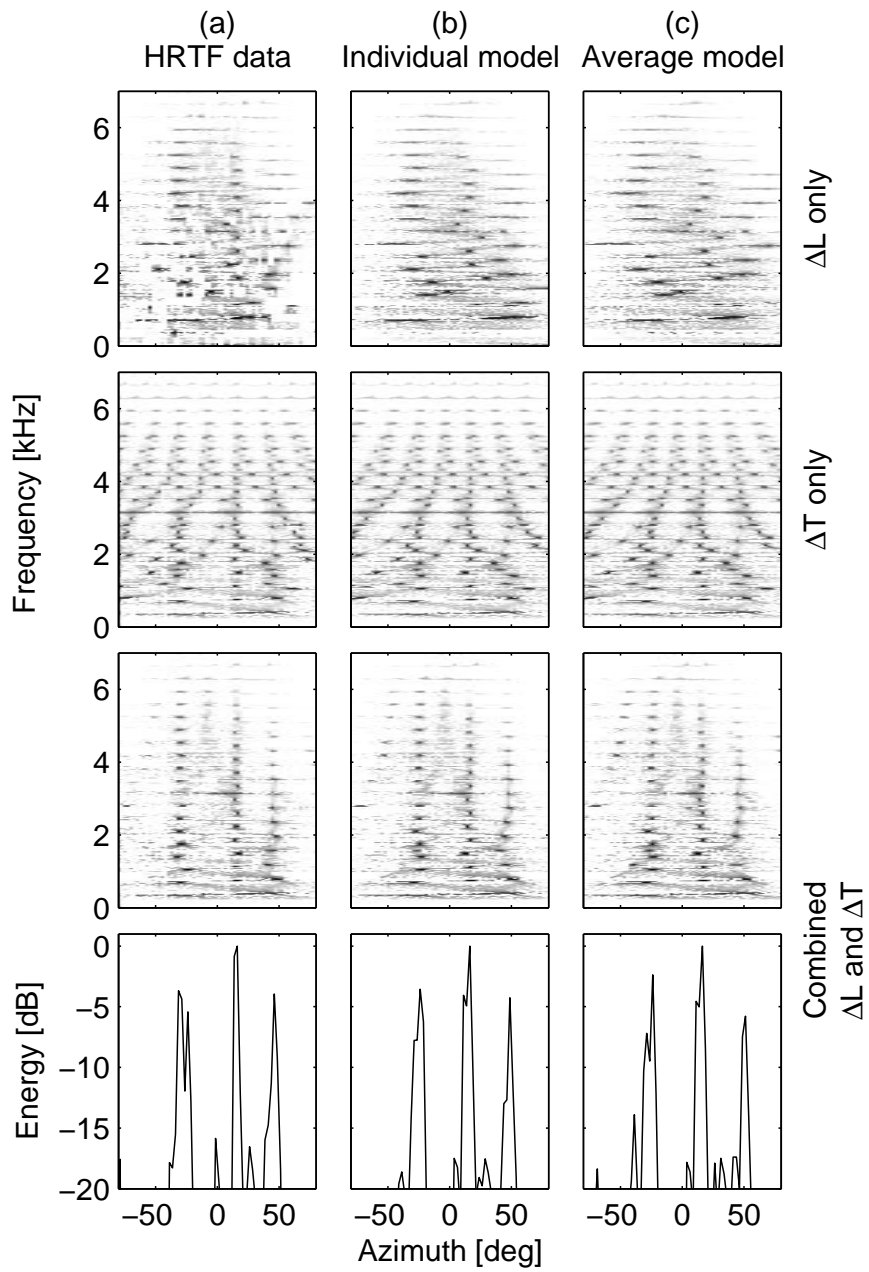 (a) (b) (c)
HRTF data Individual model Average model
6
4
2
0
ΔL only
6
4
2
0
ΔT only
Frequency [kHz]
6
4
2
0
0
−5
−10
−15
−20
Energy [dB]
Combined
ΔL and ΔT
−50 0 50 −50 0 50 −50 0 50
Azimuth [deg]